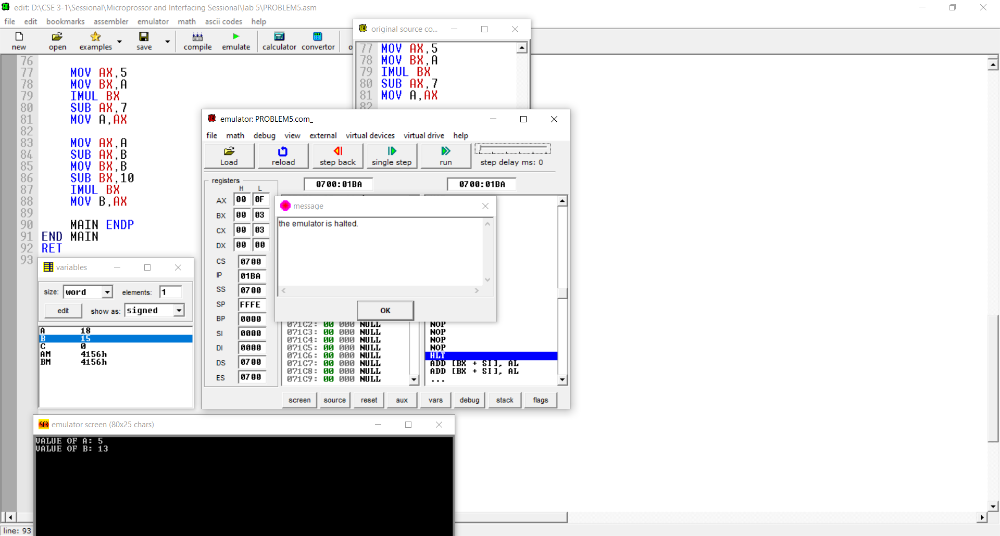 edit: D:\CSE 3-1\Sessional\Microprossor and Interfacing Sessional\lab 5\PROBLEM5.asm
file edit bookmarks assembler emulator math ascii codes help
new open examples save compile emulate calculator convertor o
76
77 MOV AX,5
78 MOV BX,A
79 IMUL BX
80 SUB AX,7
81 MOV A,AX
82
83 MOV AX,A
84 SUB AX,B
85 MOV BX,B
86 SUB BX,10
87 IMUL BX
88 MOV B,AX
89
90 MAIN ENDP
91 END MAIN
92 RET
93
original source co...
77 MOV AX,5
78 MOV BX,A
79 IMUL BX
80 SUB AX,7
81 MOV A,AX
82
emulator: PROBLEM5.com_
file math debug view external virtual devices virtual drive help
Load reload step back single step run step delay ms: 0
registers 0700:01BA 0700:01BA
H L
AX 00 0F
BX 00 03
CX 00 03
DX 00 00
CS 0700
IP 01BA
SS 0700
SP FFFE
BP 0000
SI 0000
DI 0000
DS 0700
ES 0700
message
the emulator is halted.
OK
071C2: 00 000 NULL NOP
071C3: 00 000 NULL NOP
071C4: 00 000 NULL NOP
071C5: 00 000 NULL NOP
071C6: 00 000 NULL HLT
071C7: 00 000 NULL ADD [BX + SI], AL
071C8: 00 000 NULL ADD [BX + SI], AL
071C9: 00 000 NULL ...
screen source reset aux vars debug stack flags
variables
size: word elements: 1
edit show as: signed
A 18
B 15
C 0
AM 4156h
BM 4156h
SCR emulator screen (80x25 chars)
VALUE OF A: 5
VALUE OF B: 13
line: 93